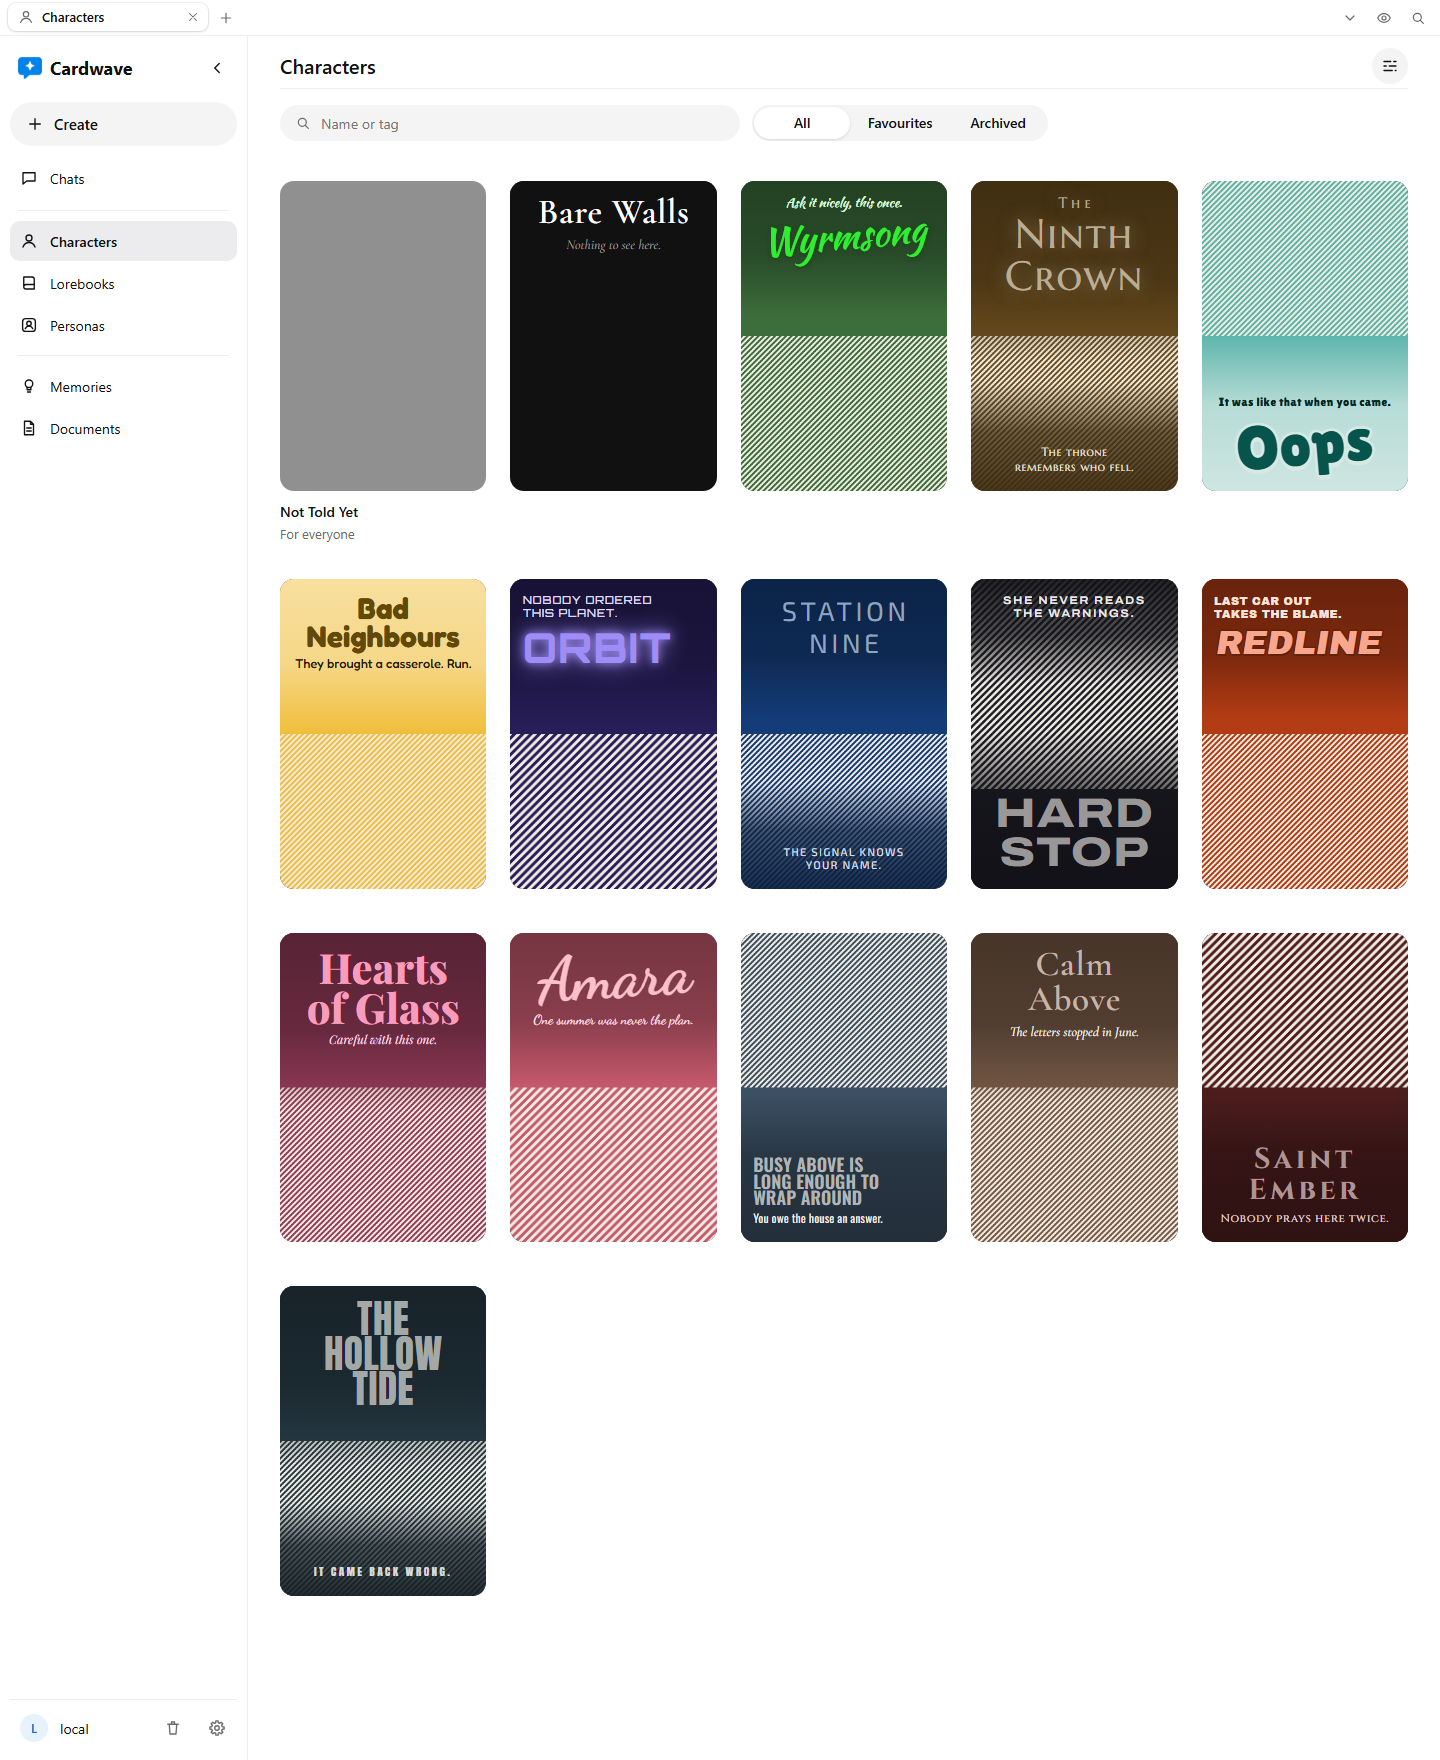 Characters
Cardwave
Create
Chats
Characters
Lorebooks
Personas
Memories
Documents
L local
Characters
Name or tag
All Favourites Archived
Not Told Yet
For everyone
Bare Walls
Nothing to see here.
Ask it nicely, this once.
Wyrmsong
The
Ninth
Crown
The throne
remembers who fell.
It was like that when you came.
Oops
Bad
Neighbours
They brought a casserole. Run.
NOBODY ORDERED
THIS PLANET.
ORBIT
STATION
NINE
THE SIGNAL KNOWS
YOUR NAME.
SHE NEVER READS
THE WARNINGS.
HARD
STOP
LAST CAR OUT
TAKES THE BLAME.
REDLINE
Hearts
of Glass
Careful with this one.
Amara
One summer was never the plan.
BUSY ABOVE IS
LONG ENOUGH TO
WRAP AROUND
You owe the house an answer.
Calm
Above
The letters stopped in June.
Saint
Ember
Nobody prays here twice.
THE
HOLLOW
TIDE
IT CAME BACK WRONG.